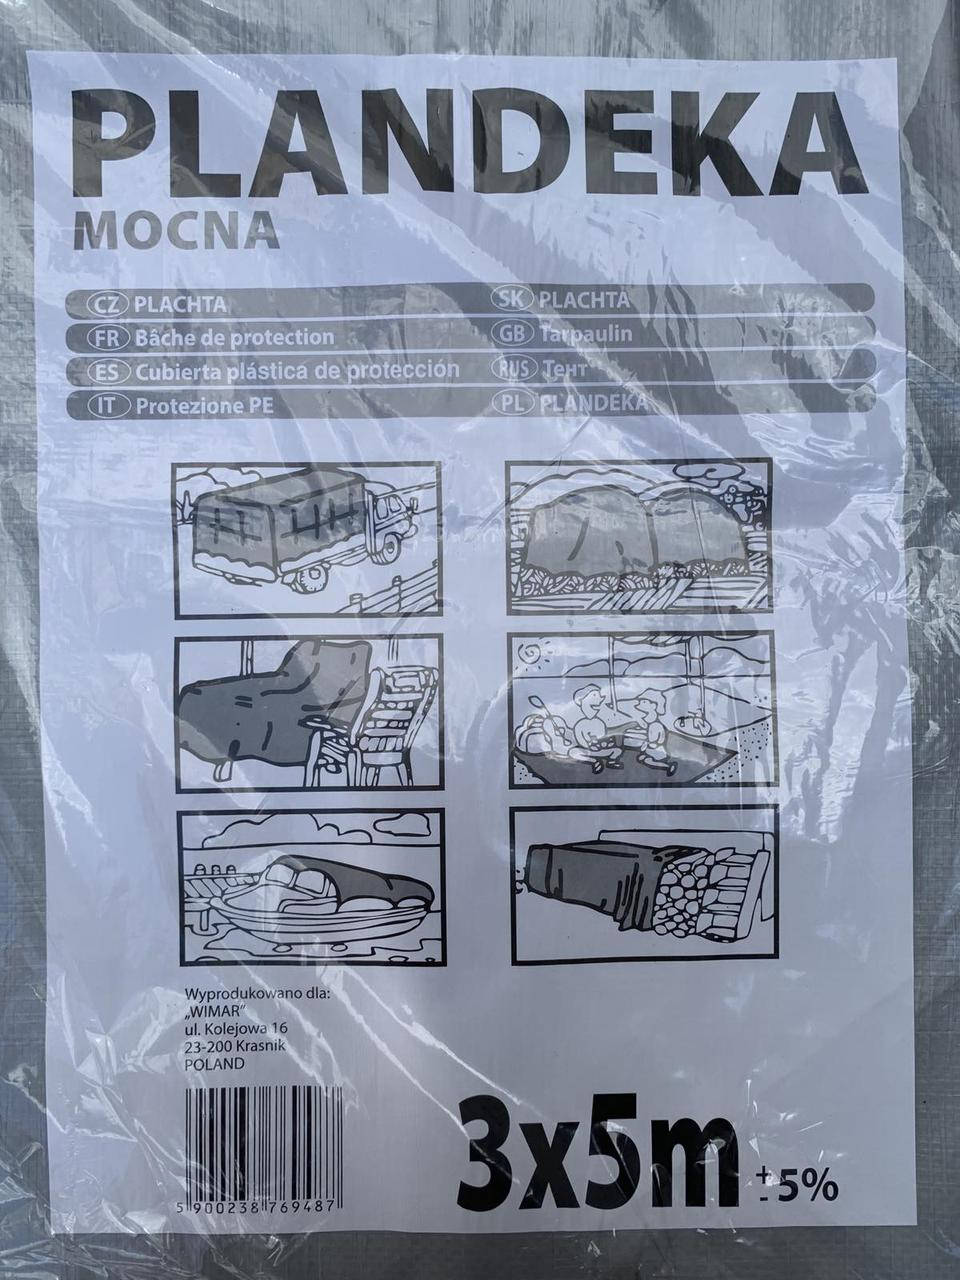 PLANDEKA
MOCNA
CZ PLACHTA SK PLACHTA
FR Bâche de protection GB Tarpaulin
ES Cubierta plástica de protección RUS Тент
IT Protezione PE PL PLANDEKA
Wyprodukowano dla:
„WIMAR”
ul. Kolejowa 16
23-200 Krasnik
POLAND
5 900238 769487
3x5m ±5%